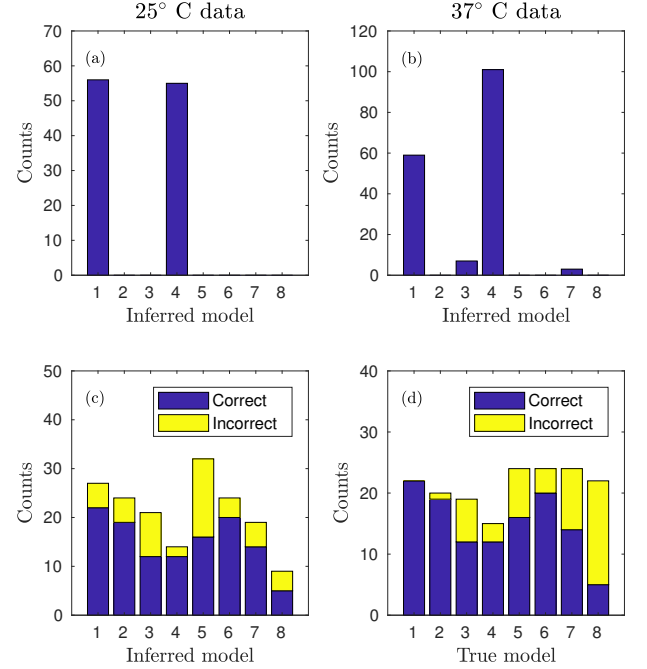 25° C data
37° C data
70
60
50
40
30
20
10
0
(a)
Counts
1 2 3 4 5 6 7 8
Inferred model
120
100
80
60
40
20
0
(b)
Counts
1 2 3 4 5 6 7 8
Inferred model
50
40
30
20
10
0
(c)
Correct
Incorrect
Counts
1 2 3 4 5 6 7 8
Inferred model
40
30
20
10
0
(d)
Correct
Incorrect
Counts
1 2 3 4 5 6 7 8
True model